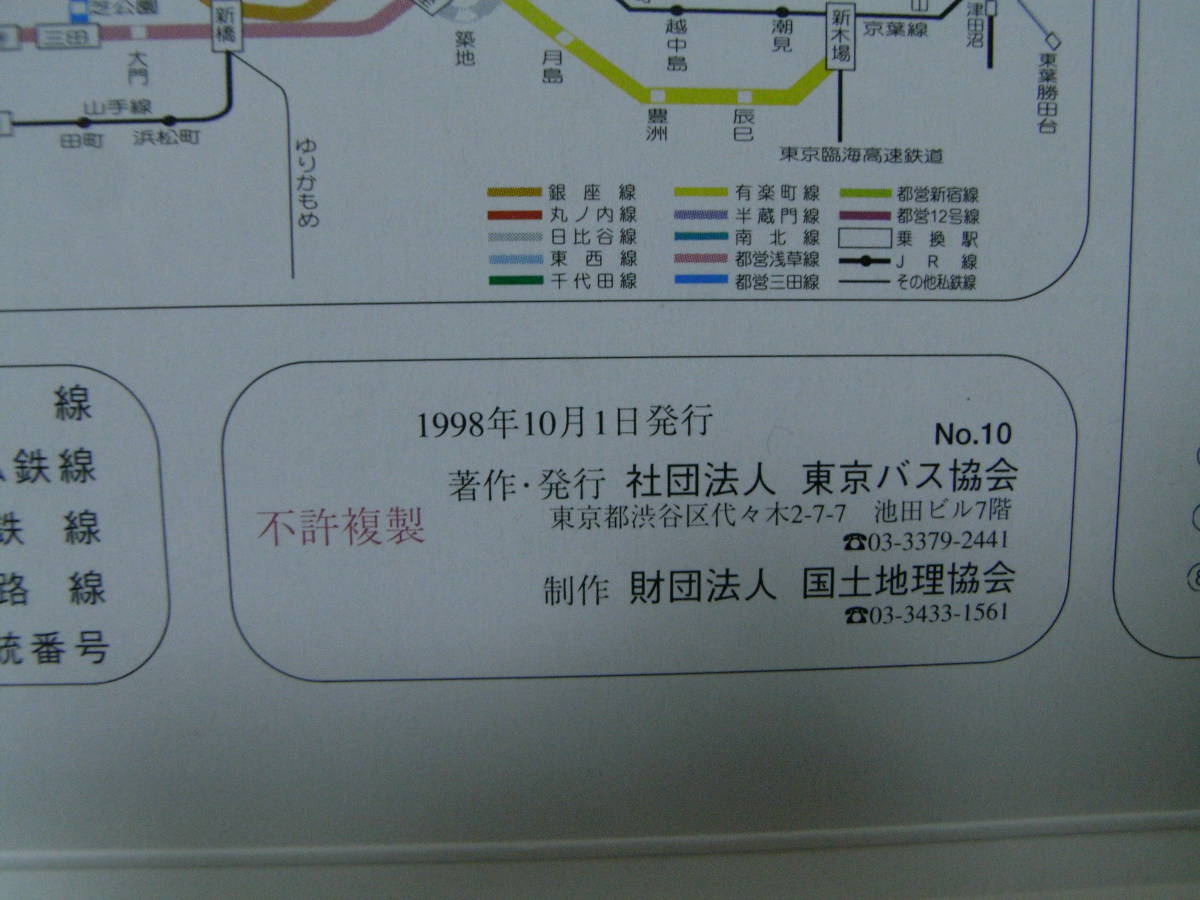 芝公園
三田
大門
新橋
築地
月島
越中島
潮見
新木場
京葉線
津田沼
東葉勝田台
山手線
田町
浜松町
豊洲
辰巳
東京臨海高速鉄道
ゆりかもめ
銀座線
丸ノ内線
日比谷線
東西線
千代田線
有楽町線
半蔵門線
南北線
都営浅草線
都営三田線
都営新宿線
都営12号線
乗換駅
JR線
その他私鉄線
線
鉄線
鉄線
路線
統番号
1998年10月1日発行
No.10
著作・発行 社団法人 東京バス協会
東京都渋谷区代々木2-7-7 池田ビル7階
☎03-3379-2441
不許複製
制作 財団法人 国土地理協会
☎03-3433-1561